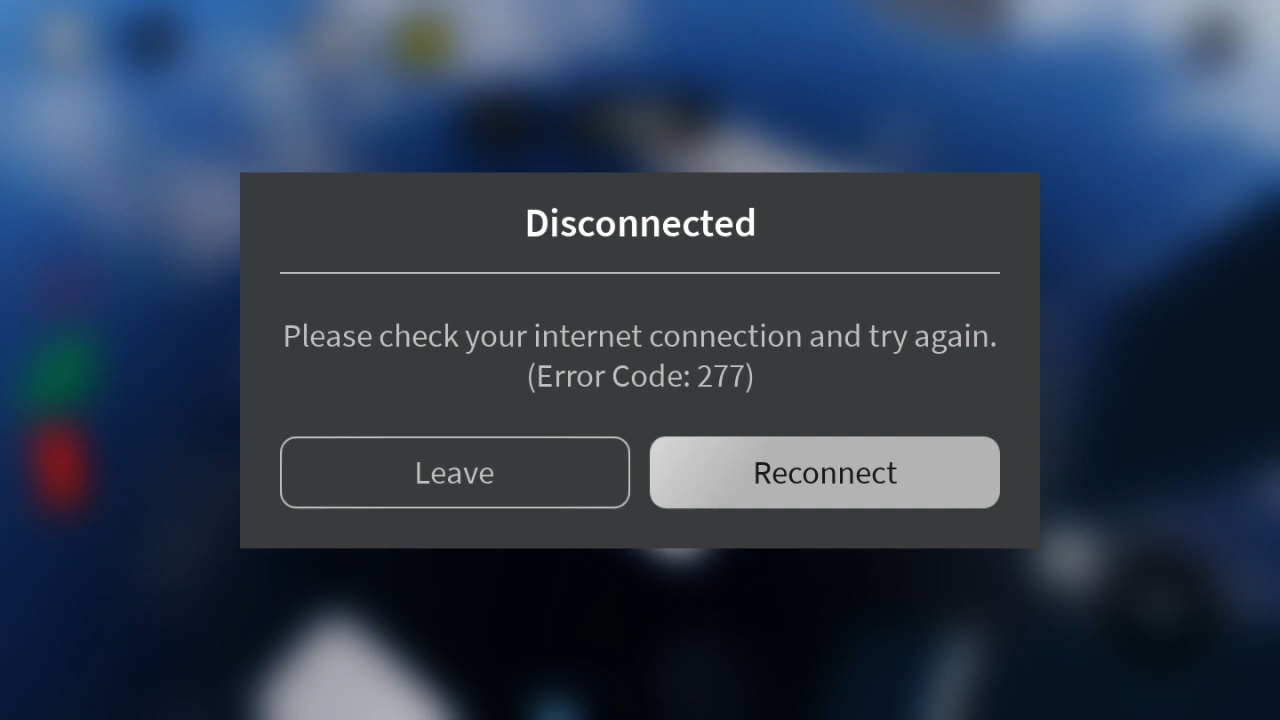 Disconnected
Please check your internet connection and try again.
(Error Code: 277)
Leave
Reconnect